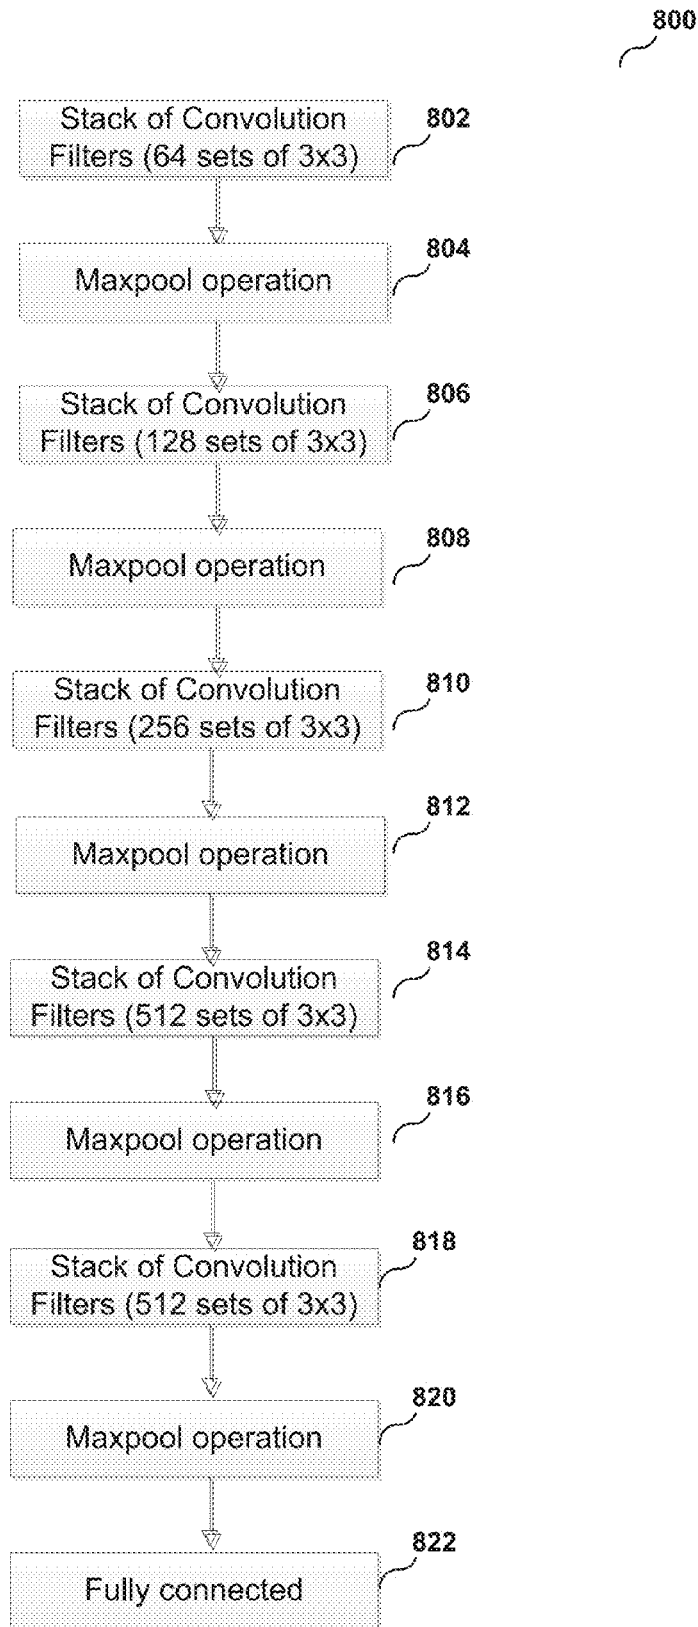 800
Stack of Convolution
Filters (64 sets of 3x3)
802
Maxpool operation
804
Stack of Convolution
Filters (128 sets of 3x3)
806
Maxpool operation
808
Stack of Convolution
Filters (256 sets of 3x3)
810
Maxpool operation
812
Stack of Convolution
Filters (512 sets of 3x3)
814
Maxpool operation
816
Stack of Convolution
Filters (512 sets of 3x3)
818
Maxpool operation
820
Fully connected
822